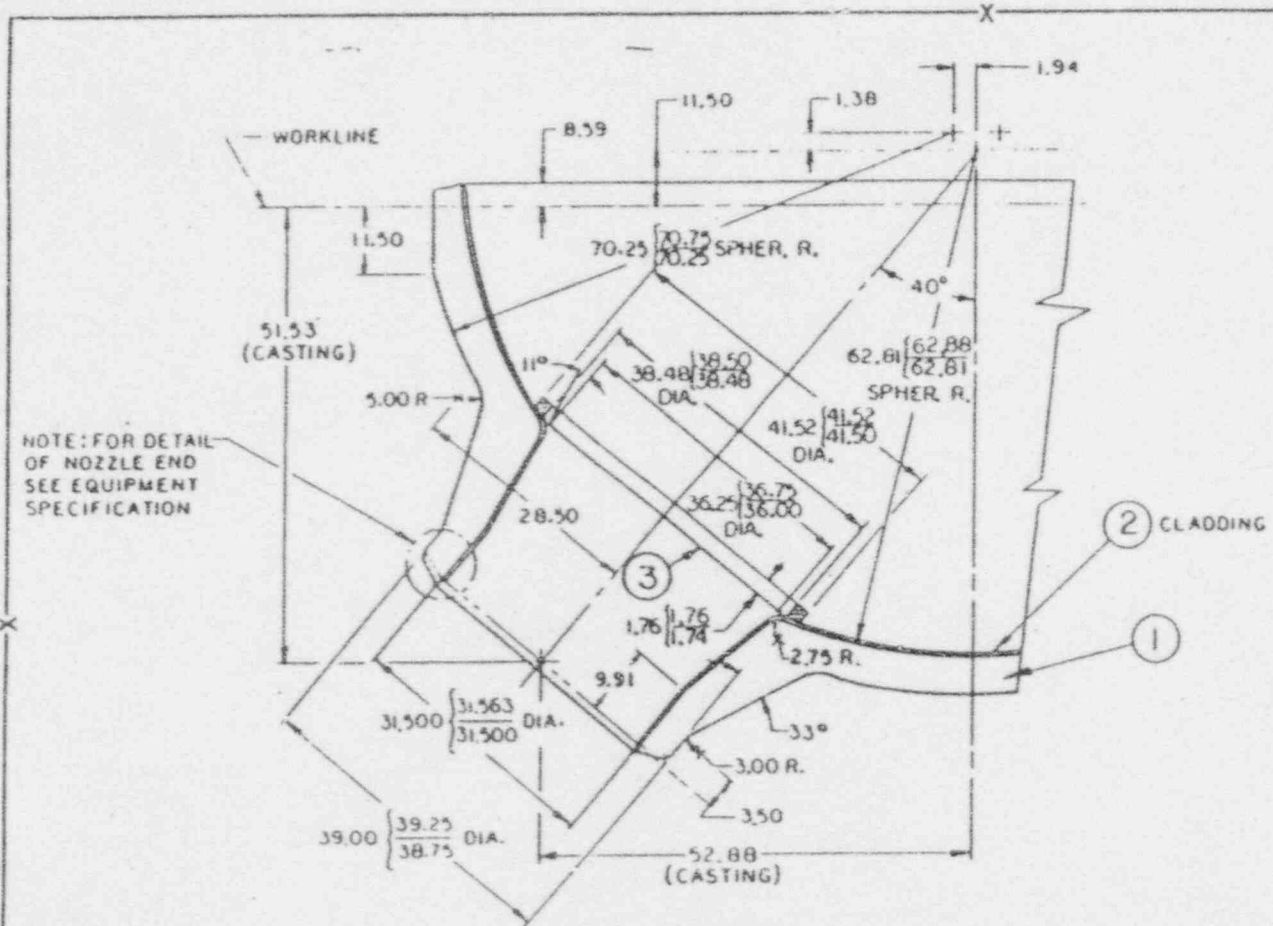 X
1.94
11.50
1.38
8.59
WORKLINE
11.50
70.25 {70.75 / 70.25 SPHER. R.
40°
51.53
(CASTING)
11°
38.48 {38.50 / 38.48
DIA.
62.81 {62.88 / 62.81
SPHER. R.
5.00 R
41.52 {41.52 / 41.50
DIA.
NOTE: FOR DETAIL
OF NOZZLE END
SEE EQUIPMENT
SPECIFICATION
36.25 {36.75 / 36.00
DIA.
28.50
2 CLADDING
3
X
1.76 {1.76 / 1.74
1
2.75 R.
9.91
31.500 {31.563 / 31.500 DIA.
33°
3.00 R.
3.50
39.00 {39.25 / 38.75 DIA.
52.88
(CASTING)